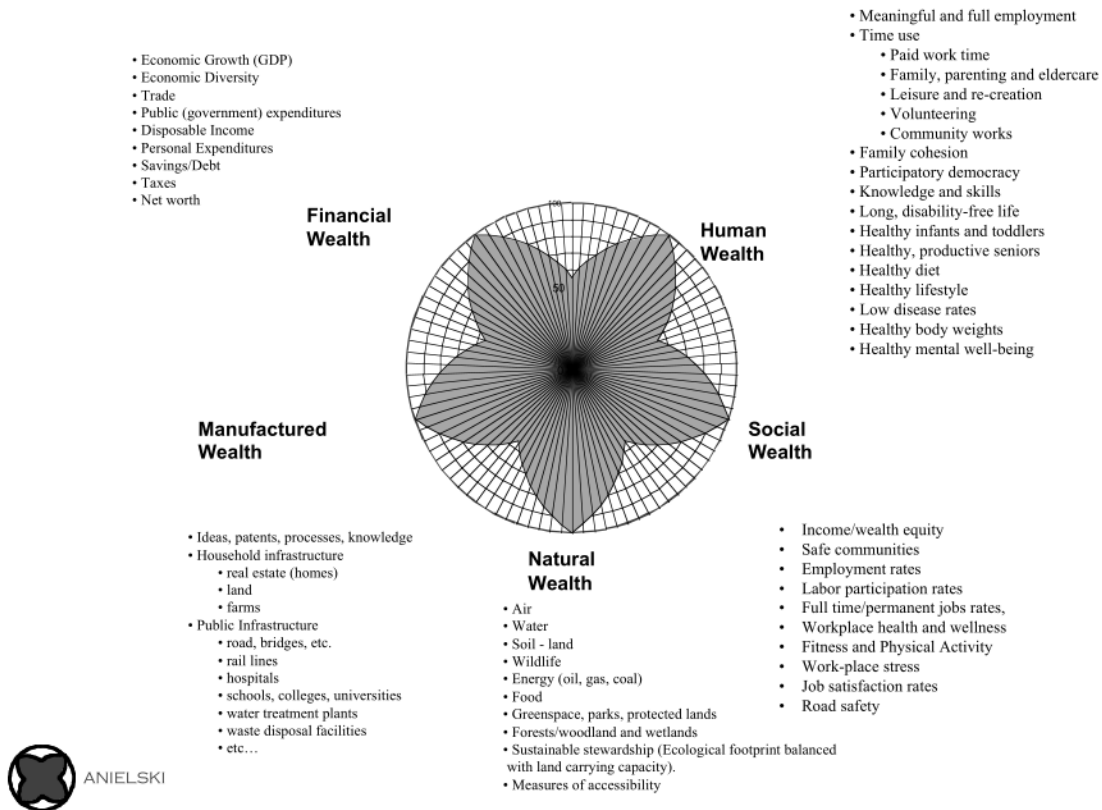 • Economic Growth (GDP)
• Economic Diversity
• Trade
• Public (government) expenditures
• Disposable Income
• Personal Expenditures
• Savings/Debt
• Taxes
• Net worth
Financial
Wealth
• Meaningful and full employment
• Time use
• Paid work time
• Family, parenting and eldercare
• Leisure and re-creation
• Volunteering
• Community works
• Family cohesion
• Participatory democracy
• Knowledge and skills
• Long, disability-free life
• Healthy infants and toddlers
• Healthy, productive seniors
• Healthy diet
• Healthy lifestyle
• Low disease rates
• Healthy body weights
• Healthy mental well-being
Human
Wealth
100
50
Manufactured
Wealth
• Ideas, patents, processes, knowledge
• Household infrastructure
• real estate (homes)
• land
• farms
• Public Infrastructure
• road, bridges, etc.
• rail lines
• hospitals
• schools, colleges, universities
• water treatment plants
• waste disposal facilities
• etc…
Natural
Wealth
• Air
• Water
• Soil - land
• Wildlife
• Energy (oil, gas, coal)
• Food
• Greenspace, parks, protected lands
• Forests/woodland and wetlands
• Sustainable stewardship (Ecological footprint balanced
with land carrying capacity).
• Measures of accessibility
Social
Wealth
• Income/wealth equity
• Safe communities
• Employment rates
• Labor participation rates
• Full time/permanent jobs rates,
• Workplace health and wellness
• Fitness and Physical Activity
• Work-place stress
• Job satisfaction rates
• Road safety
ANIELSKI